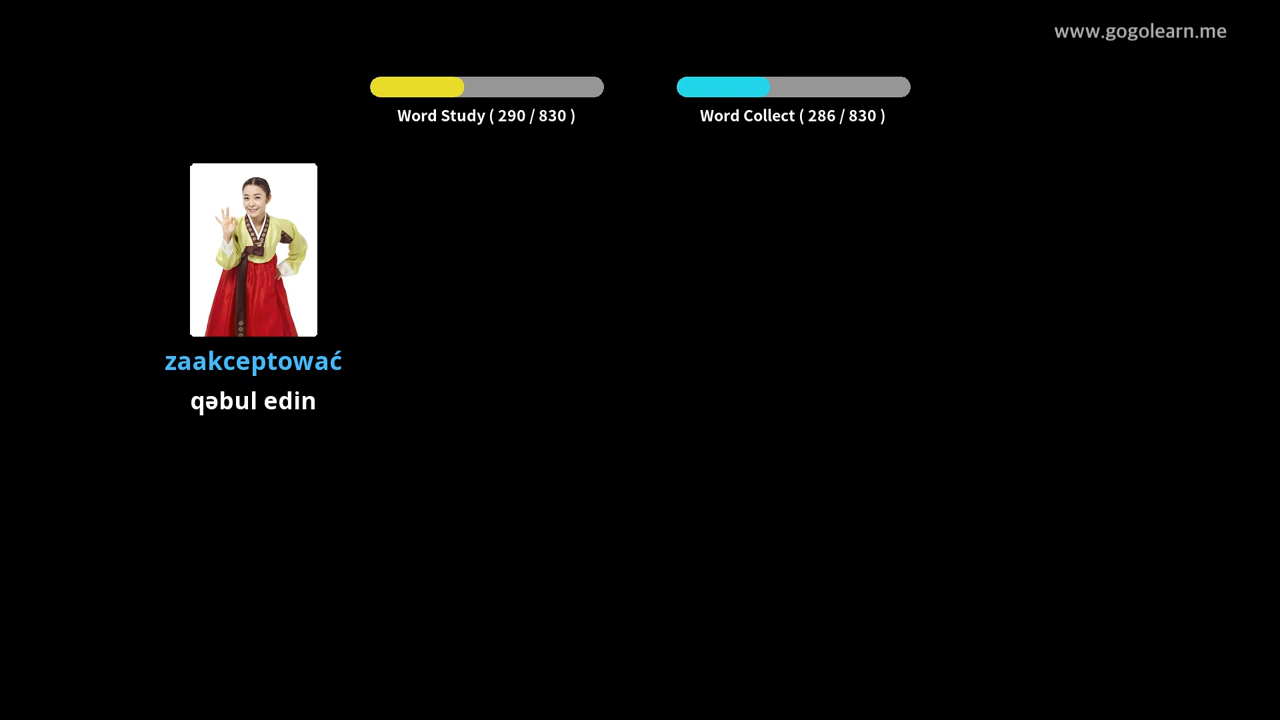 www.gogolearn.me
Word Study ( 290 / 830 )
Word Collect ( 286 / 830 )
zaakceptować
qəbul edin